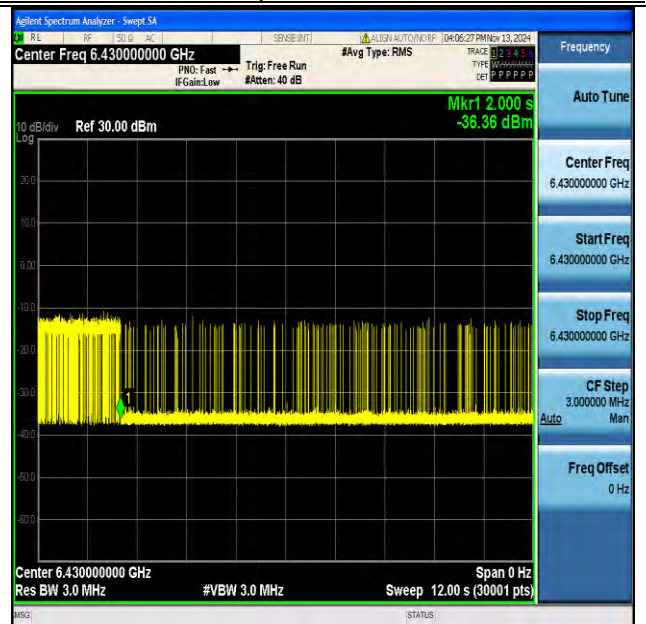 Agilent Spectrum Analyzer - Swept SA
RL RF 50 Ω AC SENSE:INT ALIGN AUTO/NO RF 04:06:27 PM Nov 13, 2024
Center Freq 6.430000000 GHz #Avg Type: RMS TRACE 1 2 3 4 5 6
PNO: Fast Trig: Free Run TYPE
IFGain:Low #Atten: 40 dB DET P P P P P P
Frequency
Auto Tune
Mkr1 2.000 s
-36.36 dBm
10 dB/div Ref 30.00 dBm
Log
20.0
10.0
0.00
-10.0
-20.0
-30.0
-40.0
-50.0
-60.0
1
Center Freq
6.430000000 GHz
Start Freq
6.430000000 GHz
Stop Freq
6.430000000 GHz
CF Step
3.000000 MHz
Auto Man
Freq Offset
0 Hz
Center 6.430000000 GHz Span 0 Hz
Res BW 3.0 MHz #VBW 3.0 MHz Sweep 12.00 s (30001 pts)
MSG STATUS